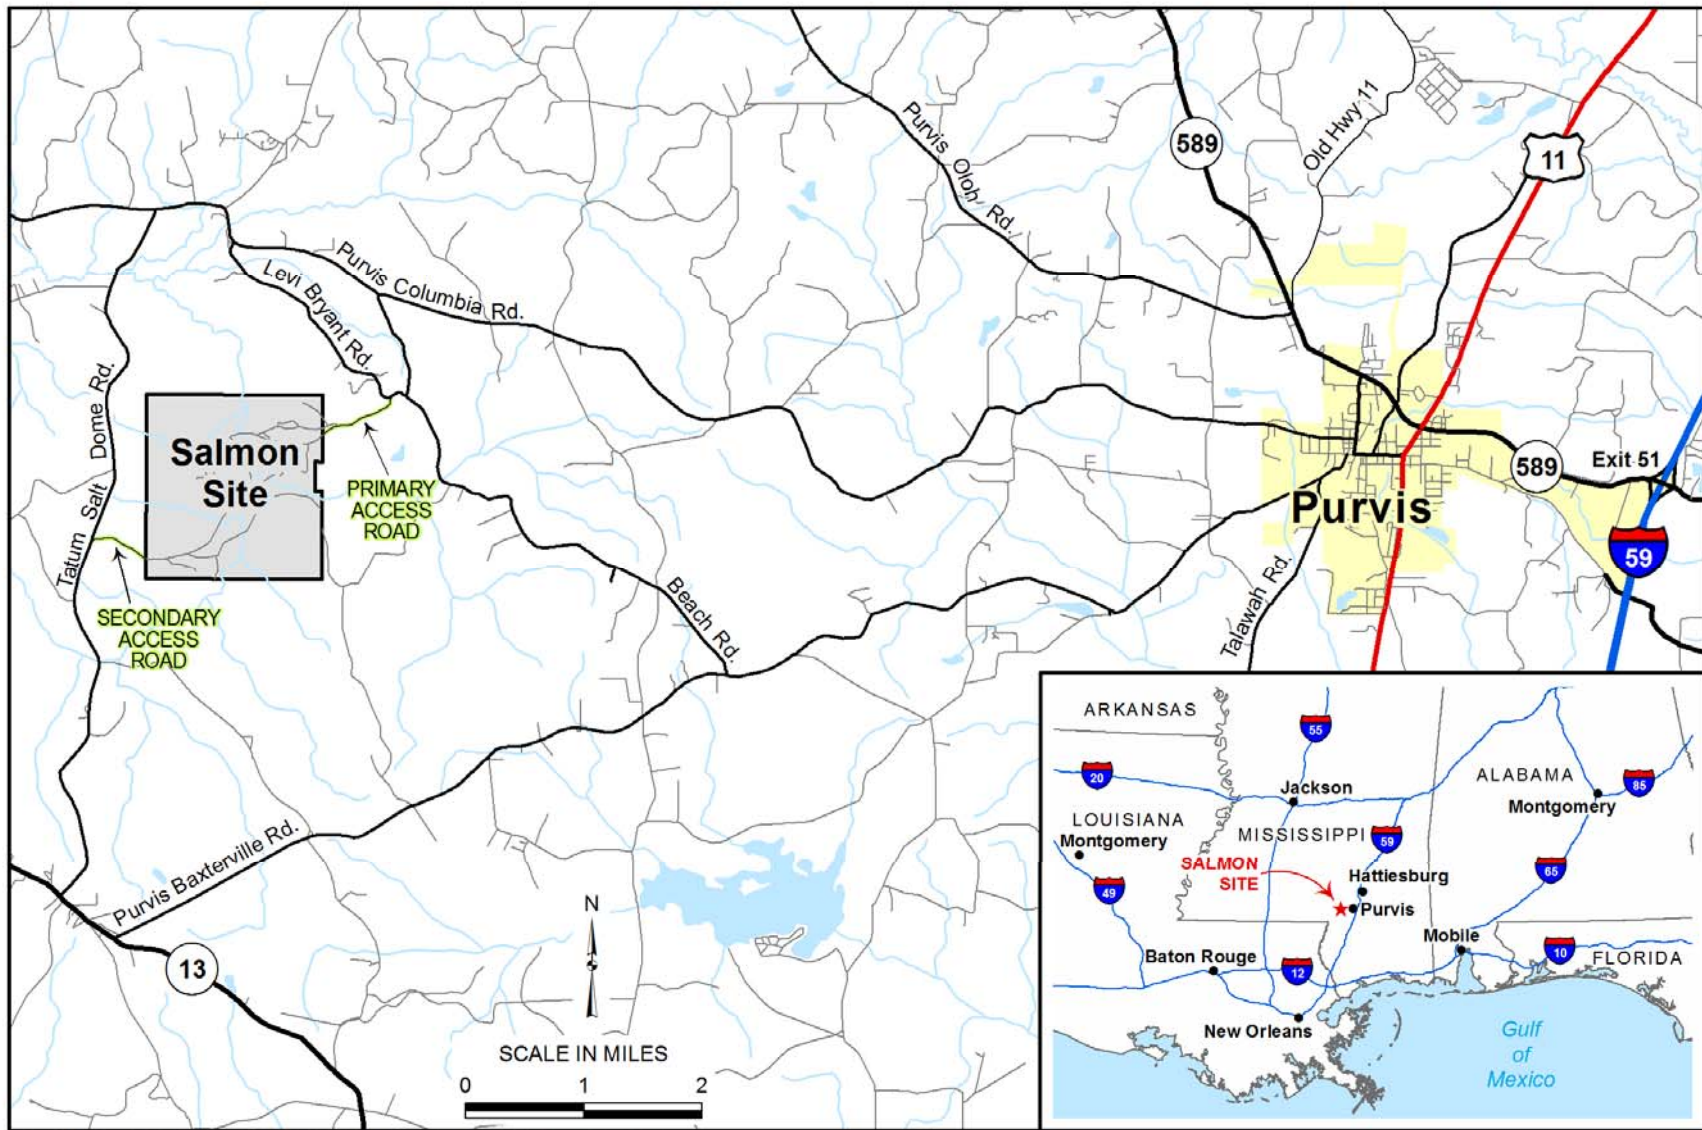 589
11
Old Hwy 11
Purvis Oloh Rd.
Purvis Columbia Rd.
Levi Bryant Rd.
Tatum Salt Dome Rd.
Salmon
Site
PRIMARY
ACCESS
ROAD
SECONDARY
ACCESS
ROAD
Beach Rd.
Purvis
589
Exit 51
59
Talawah Rd.
Purvis Baxterville Rd.
13
N
SCALE IN MILES
0 1 2
ARKANSAS
55
20
Jackson
ALABAMA
85
Montgomery
LOUISIANA
Montgomery
MISSISSIPPI
59
SALMON
SITE
65
49
Hattiesburg
Purvis
Mobile
Baton Rouge
12
10
FLORIDA
New Orleans
Gulf
of
Mexico